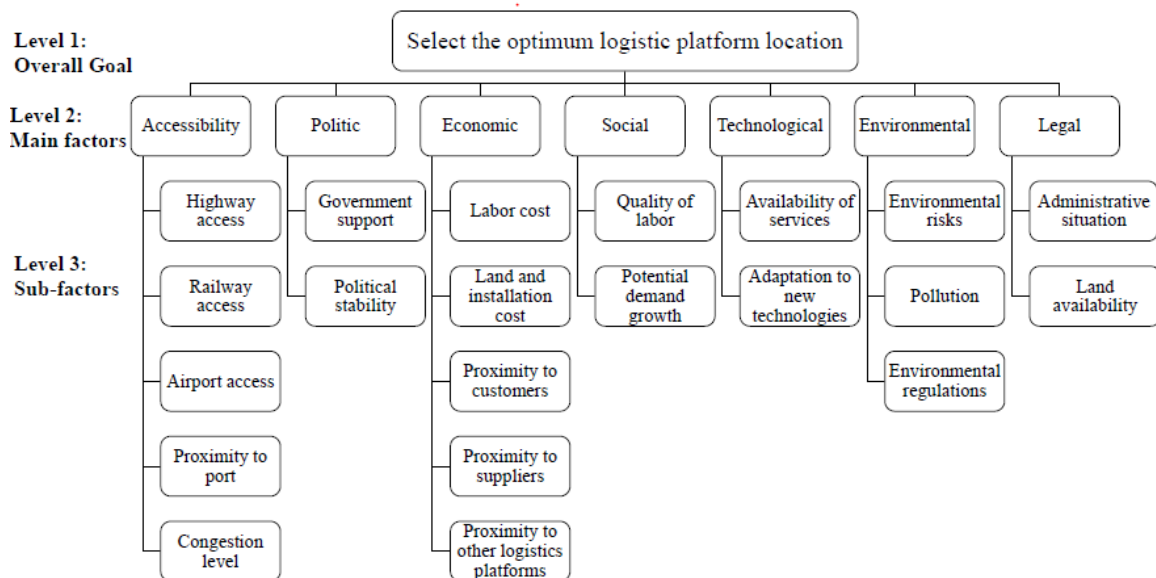 Select the optimum logistic platform location
Level 1:
Overall Goal
Level 2:
Main factors
Accessibility
Politic
Economic
Social
Technological
Environmental
Legal
Level 3:
Sub-factors
Highway
access
Railway
access
Airport access
Proximity to
port
Congestion
level
Government
support
Political
stability
Labor cost
Land and
installation
cost
Proximity to
customers
Proximity to
suppliers
Proximity to
other logistics
platforms
Quality of
labor
Potential
demand
growth
Availability of
services
Adaptation to
new
technologies
Environmental
risks
Pollution
Environmental
regulations
Administrative
situation
Land
availability